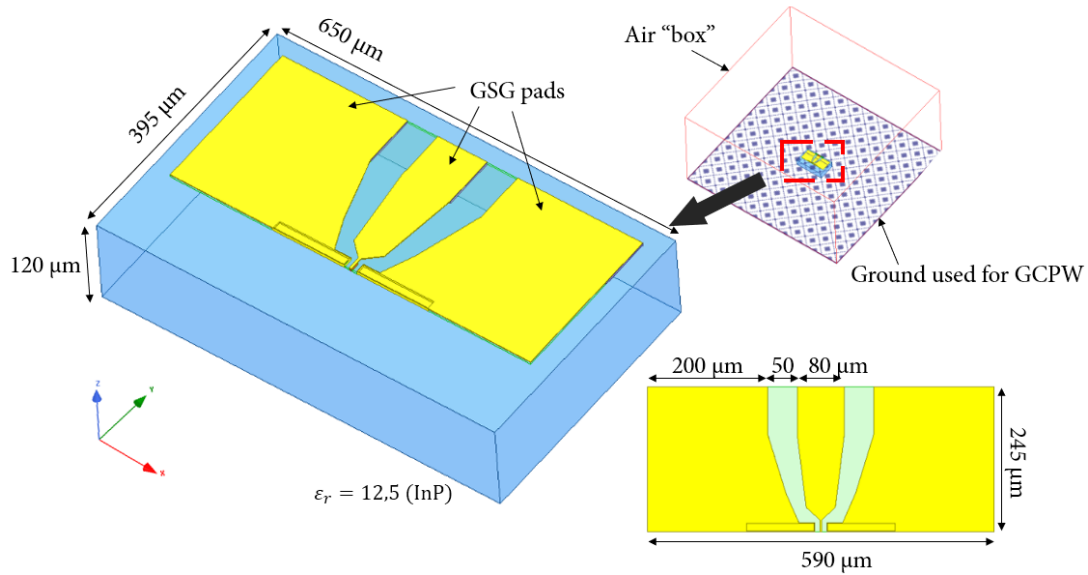 650 μm
Air “box”
GSG pads
395 μm
120 μm
Ground used for GCPW
200 μm
50
80 μm
245 μm
Z
Y
X
εᵣ = 12,5 (InP)
590 μm